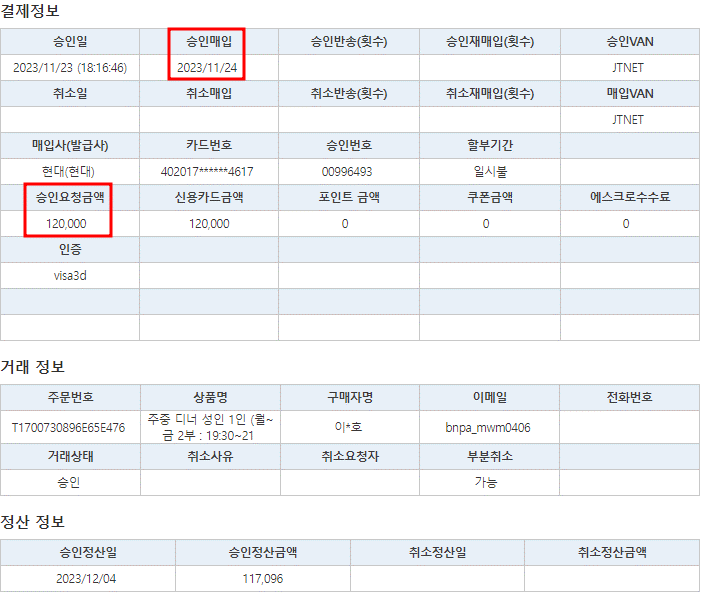 결제정보
승인일 승인매입 승인반송(횟수) 승인재매입(횟수) 승인VAN
2023/11/23 (18:16:46) 2023/11/24 JTNET
취소일 취소매입 취소반송(횟수) 취소재매입(횟수) 매입VAN
JTNET
매입사(발급사) 카드번호 승인번호 할부기간
현대(현대) 402017******4617 00996493 일시불
승인요청금액 신용카드금액 포인트 금액 쿠폰금액 에스크로수수료
120,000 120,000 0 0 0
인증
visa3d
거래 정보
주문번호 상품명 구매자명 이메일 전화번호
T1700730896E65E476 주중 디너 성인 1인 (월~ 이*호 bnpa_mwm0406
금 2부 : 19:30~21
거래상태 취소사유 취소요청자 부분취소
승인 가능
정산 정보
승인정산일 승인정산금액 취소정산일 취소정산금액
2023/12/04 117,096